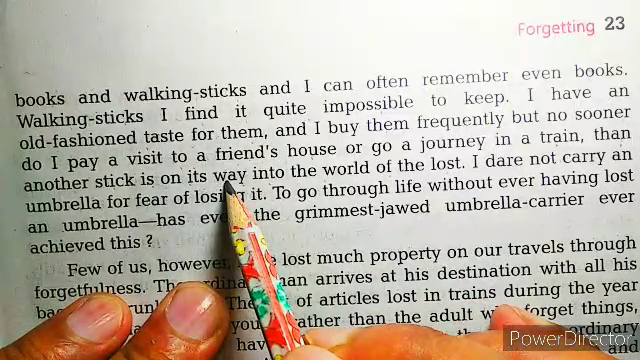 Forgetting 23
books and walking-sticks and I can often remember even books.
Walking-sticks I find it quite impossible to keep. I have an
old-fashioned taste for them, and I buy them frequently but no sooner
do I pay a visit to a friend's house or go a journey in a train, than
another stick is on its way into the world of the lost. I dare not carry an
umbrella for fear of losing it. To go through life without ever having lost
an umbrella—has the grimmest-jawed umbrella-carrier ever
achieved this ?
Few of us, however, lost much property on our travels through
forgetfulness. The arrives at his destination with all his
The of articles lost in trains during the year
rather than the adult forget things,
ordinary
and
PowerDirector